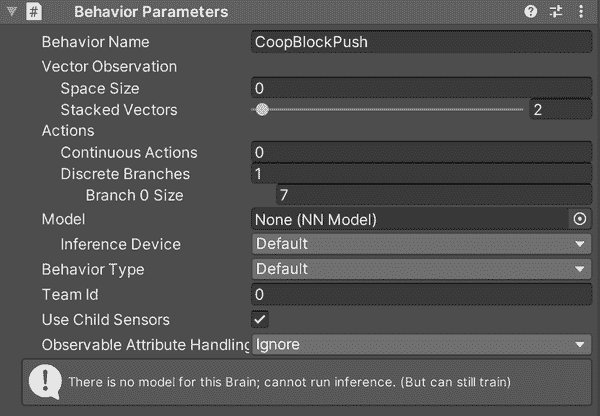 # Behavior Parameters
Behavior Name CoopBlockPush
Vector Observation
Space Size 0
Stacked Vectors 2
Actions
Continuous Actions 0
Discrete Branches 1
Branch 0 Size 7
Model None (NN Model)
Inference Device Default
Behavior Type Default
Team Id 0
Use Child Sensors
Observable Attribute Handling Ignore
There is no model for this Brain; cannot run inference. (But can still train)